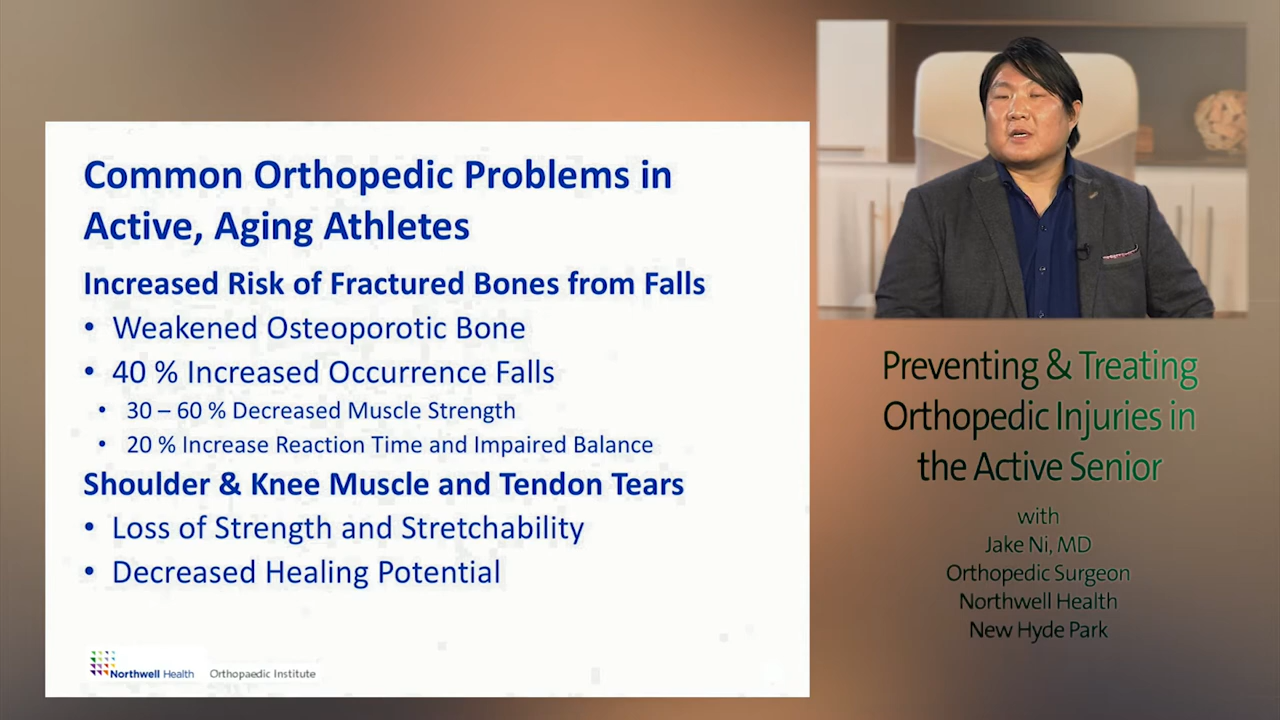 Common Orthopedic Problems in
Active, Aging Athletes
Increased Risk of Fractured Bones from Falls
• Weakened Osteoporotic Bone
• 40 % Increased Occurrence Falls
• 30 – 60 % Decreased Muscle Strength
• 20 % Increase Reaction Time and Impaired Balance
Shoulder & Knee Muscle and Tendon Tears
• Loss of Strength and Stretchability
• Decreased Healing Potential
Northwell Health Orthopaedic Institute
Preventing & Treating
Orthopedic Injuries in
the Active Senior
with
Jake Ni, MD
Orthopedic Surgeon
Northwell Health
New Hyde Park